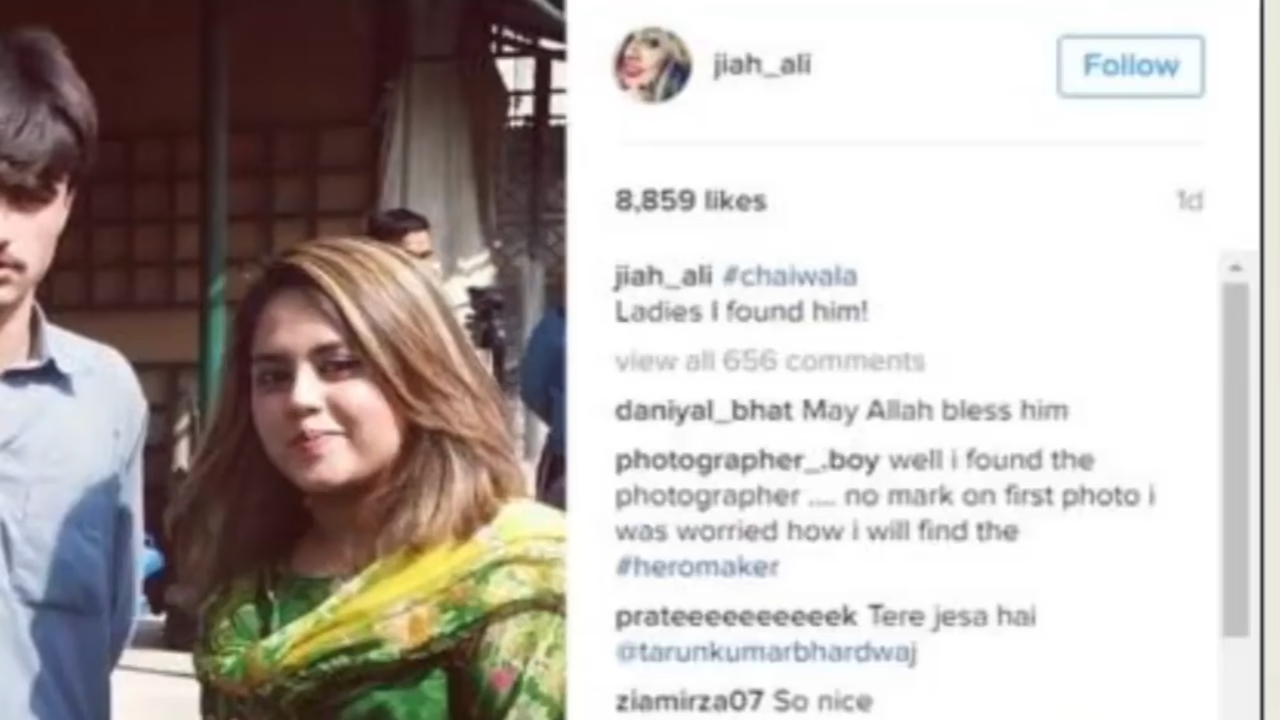 jiah_ali
Follow
8,859 likes
1d
jiah_ali #chaiwala
Ladies I found him!
view all 656 comments
daniyal_bhat May Allah bless him
photographer_.boy well i found the
photographer .... no mark on first photo i
was worried how i will find the
#heromaker
prateeeeeeeeeeek Tere jesa hai
@tarunkumarbhardwaj
ziamirza07 So nice